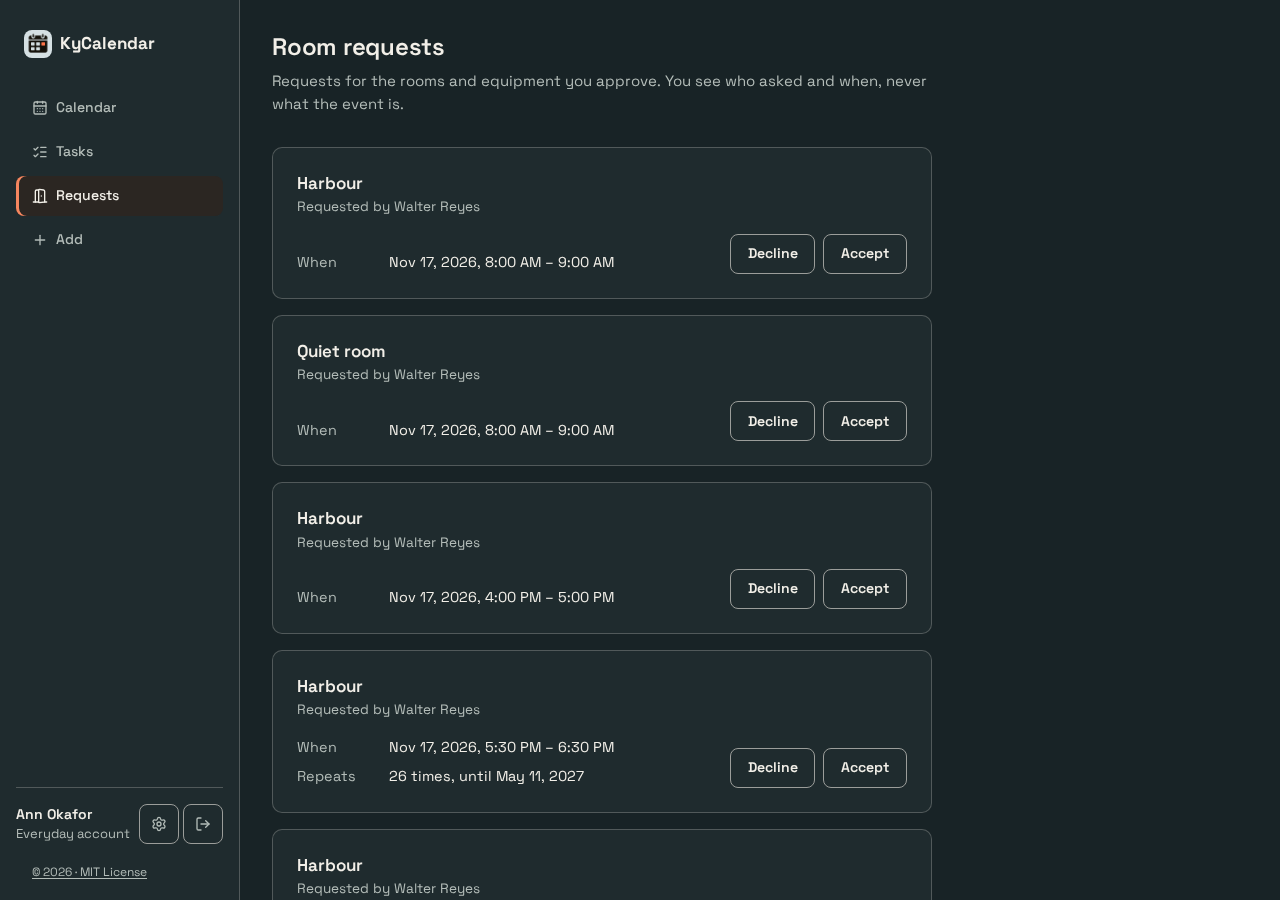 KyCalendar
Calendar
Tasks
Requests
Add
Ann Okafor
Everyday account
© 2026 · MIT License
Room requests
Requests for the rooms and equipment you approve. You see who asked and when, never
what the event is.
Harbour
Requested by Walter Reyes
When Nov 17, 2026, 8:00 AM – 9:00 AM
Decline Accept
Quiet room
Requested by Walter Reyes
When Nov 17, 2026, 8:00 AM – 9:00 AM
Decline Accept
Harbour
Requested by Walter Reyes
When Nov 17, 2026, 4:00 PM – 5:00 PM
Decline Accept
Harbour
Requested by Walter Reyes
When Nov 17, 2026, 5:30 PM – 6:30 PM
Repeats 26 times, until May 11, 2027
Decline Accept
Harbour
Requested by Walter Reyes